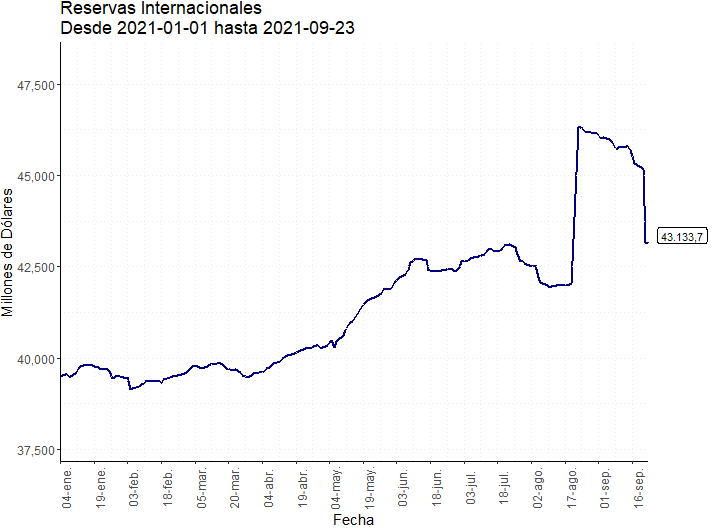 Reservas Internacionales
Desde 2021-01-01 hasta 2021-09-23
Millones de Dólares
47,500
45,000
42,500
40,000
37,500
43.133,7
04-ene.
19-ene.
03-feb.
18-feb.
05-mar.
20-mar.
04-abr.
19-abr.
04-may.
19-may.
03-jun.
18-jun.
03-jul.
18-jul.
02-ago.
17-ago.
01-sep.
16-sep.
Fecha